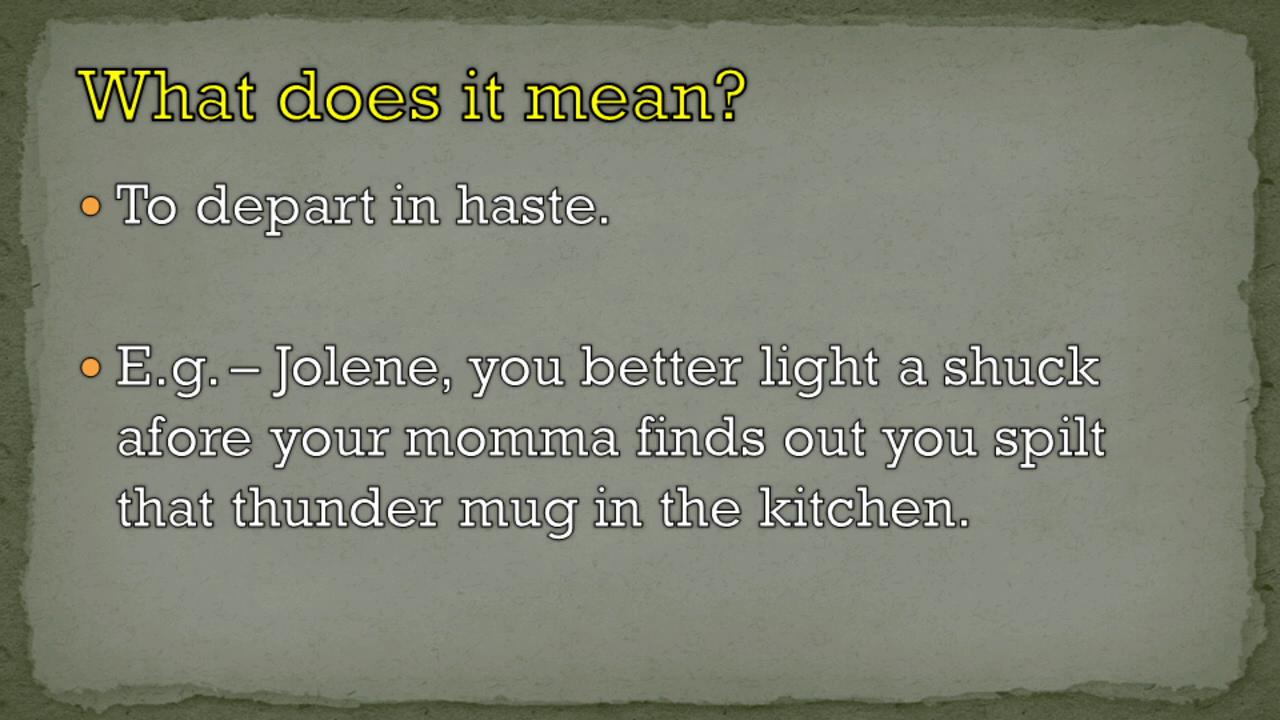 What does it mean?
• To depart in haste.
• E.g. – Jolene, you better light a shuck
afore your momma finds out you spilt
that thunder mug in the kitchen.